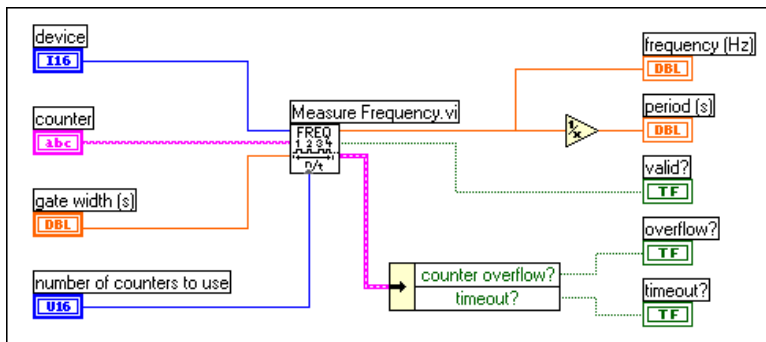 device
I16
counter
abc
gate width (s)
DBL
number of counters to use
U16
Measure Frequency.vi
FREQ
1 2 3 4
n/t
1/x
counter overflow?
timeout?
frequency (Hz)
DBL
period (s)
DBL
valid?
TF
overflow?
TF
timeout?
TF